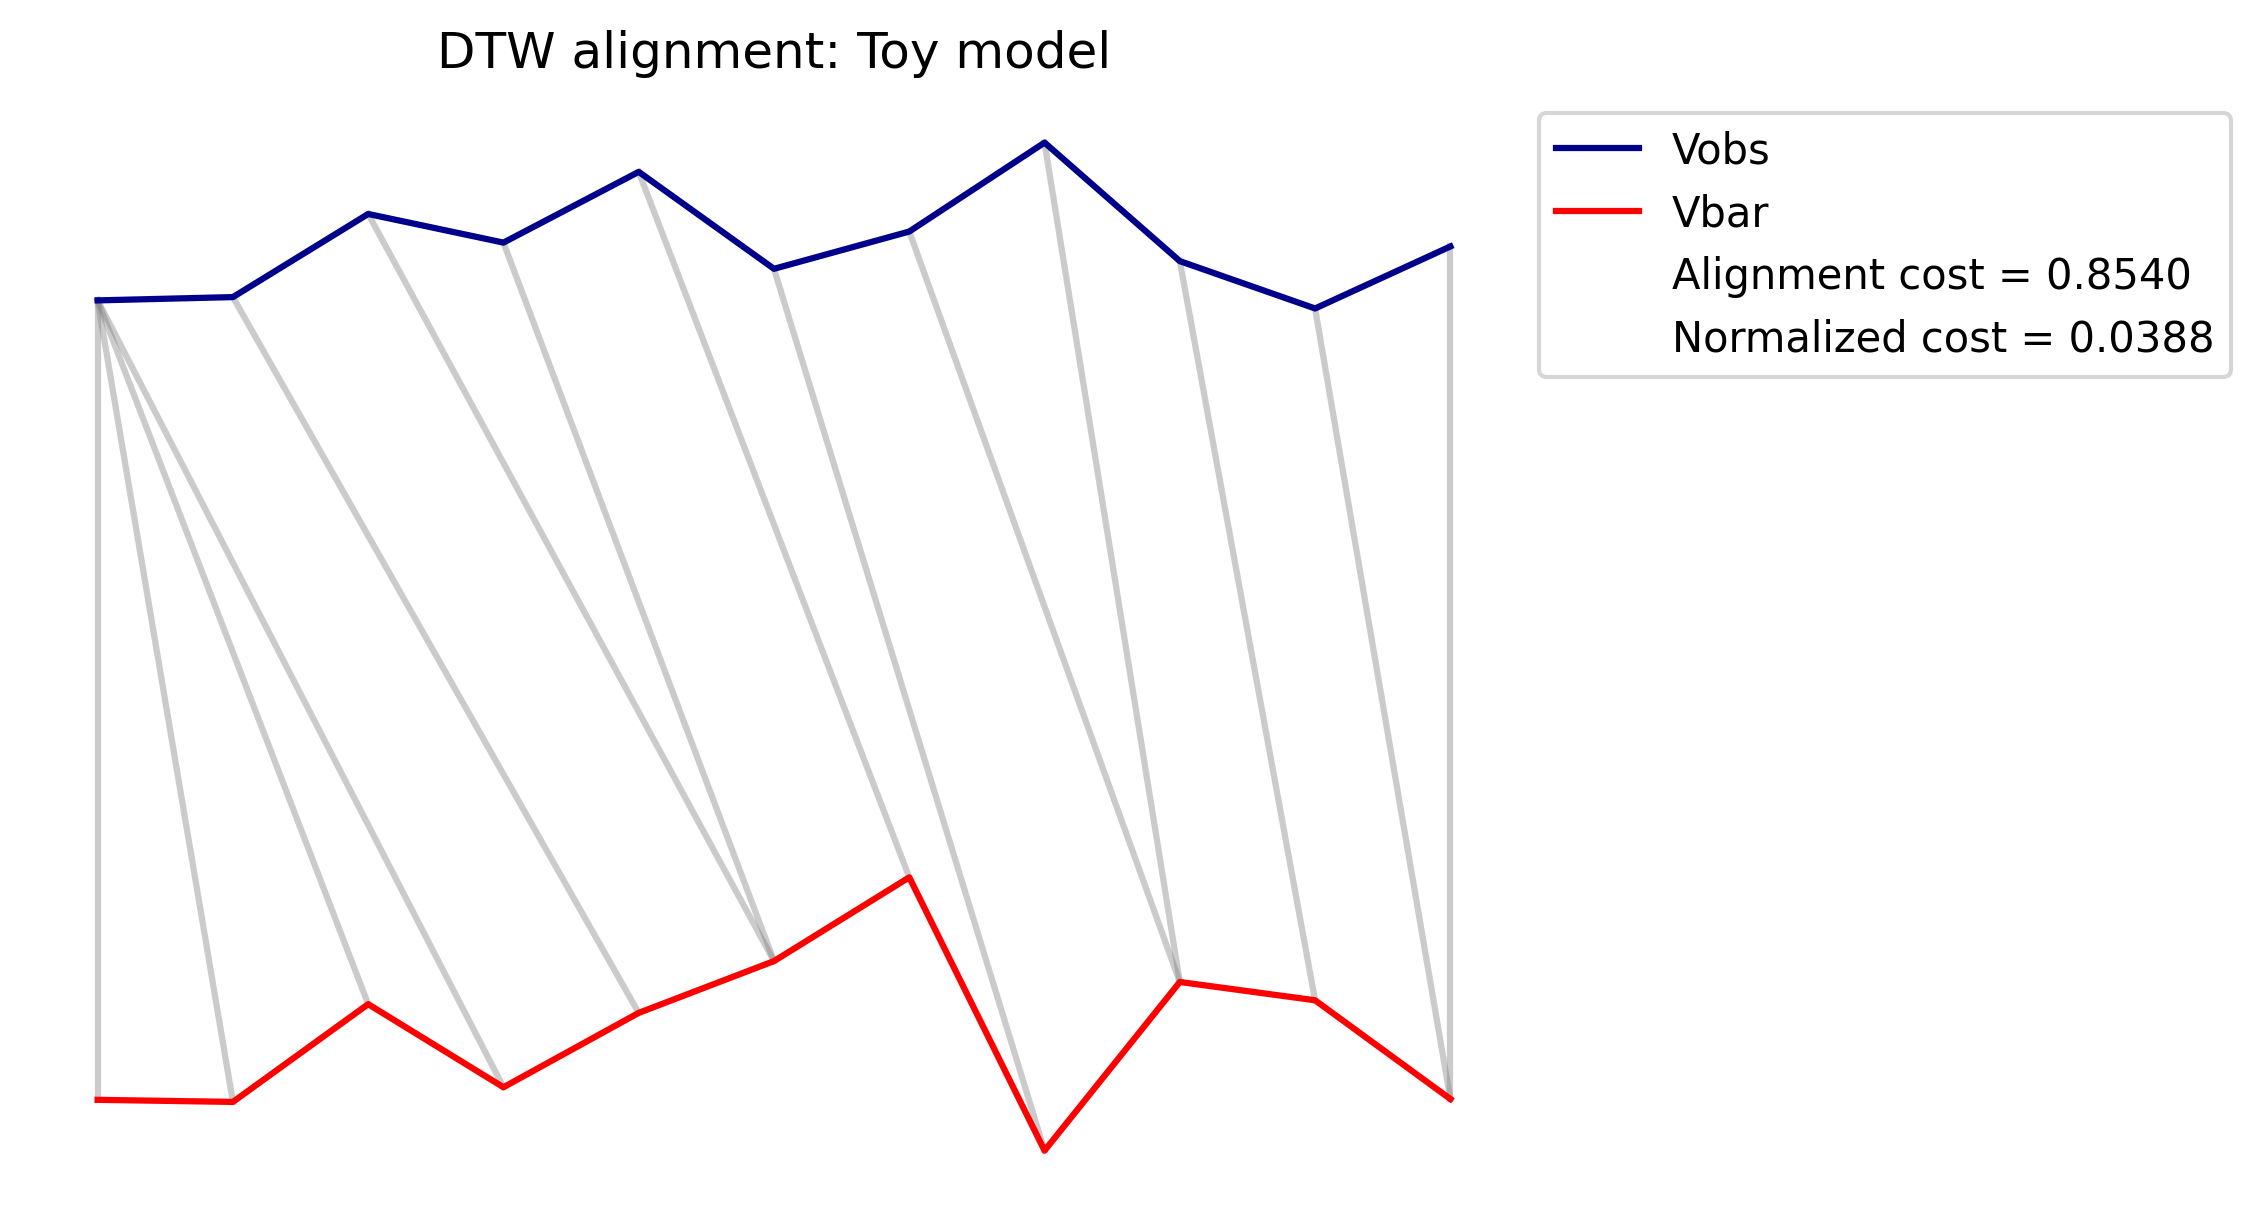 DTW alignment: Toy model
Vobs
Vbar
Alignment cost = 0.8540
Normalized cost = 0.0388